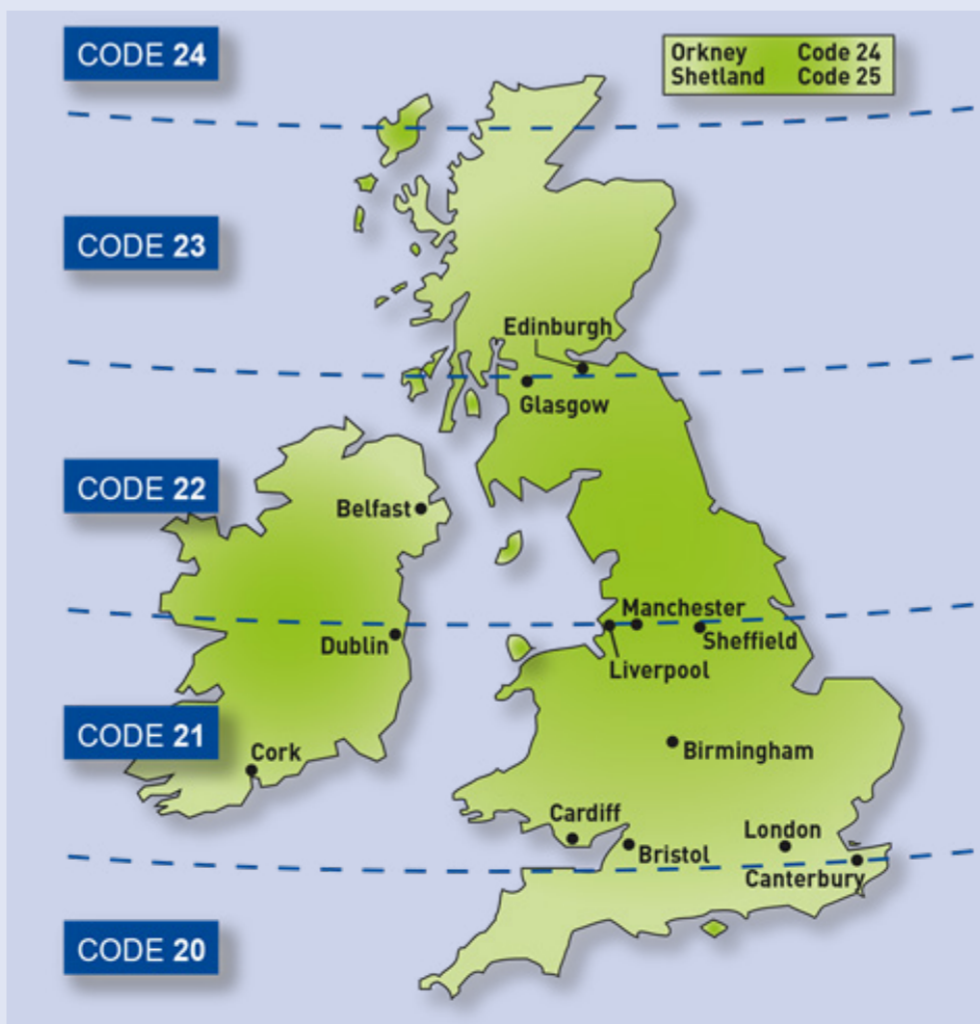 CODE 24
Orkney Code 24
Shetland Code 25
CODE 23
Edinburgh
Glasgow
CODE 22
Belfast
Manchester
Dublin
Sheffield
Liverpool
CODE 21
Cork
Birmingham
Cardiff
London
Bristol
Canterbury
CODE 20